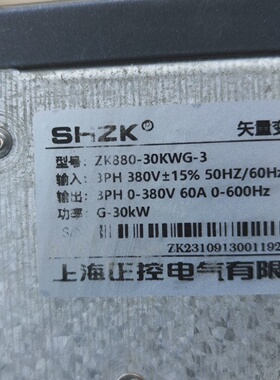 SHZK® 矢量变
型号: ZK880-30KWG-3
输入: 3PH 380V±15% 50HZ/60Hz
输出: 3PH 0-380V 60A 0-600Hz
功率: G-30kW
S/
ZK2310913001192
上海正控电气有限